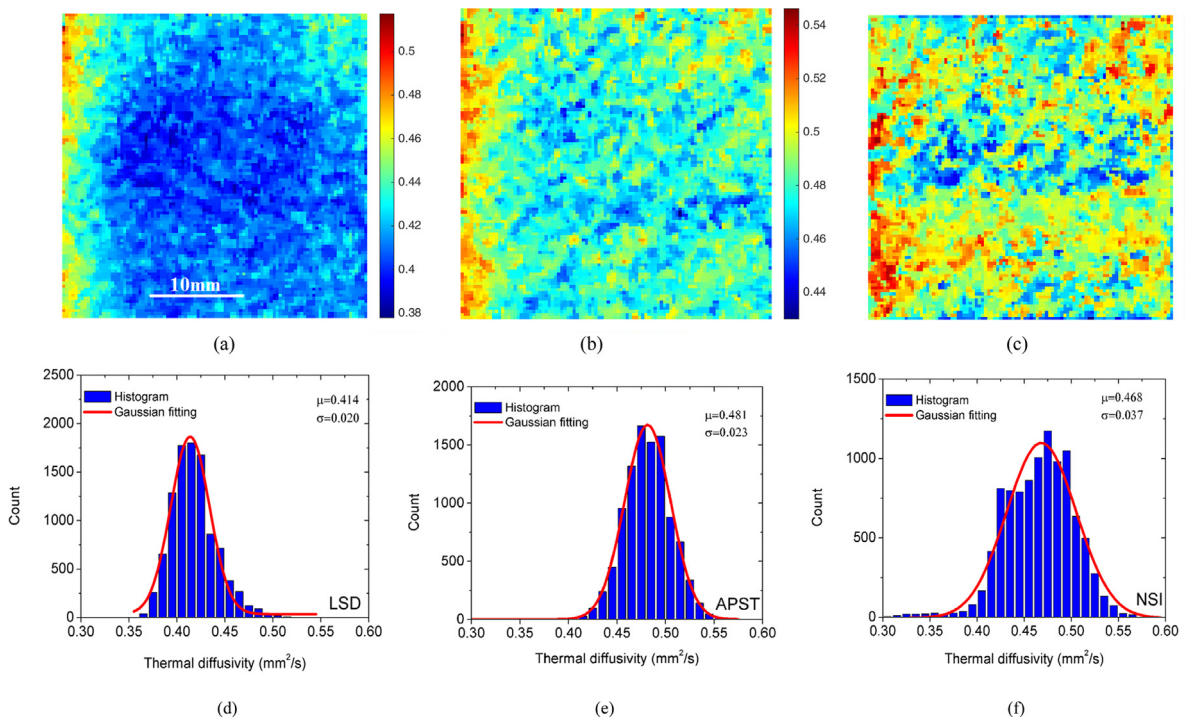 0.5
0.48
0.46
0.44
0.42
0.4
0.38
10mm
0.54
0.52
0.5
0.48
0.46
0.44
(a)
(b)
(c)
2500
2000
1500
1000
500
0
Count
Histogram
Gaussian fitting
μ=0.414
σ=0.020
LSD
0.30 0.35 0.40 0.45 0.50 0.55 0.60
Thermal diffusivity (mm²/s)
2000
1500
1000
500
0
Count
Histogram
Gaussian fitting
μ=0.481
σ=0.023
APST
0.30 0.35 0.40 0.45 0.50 0.55 0.60
Thermal diffusivity (mm²/s)
1500
1000
500
0
Count
Histogram
Gaussian fitting
μ=0.468
σ=0.037
NSI
0.30 0.35 0.40 0.45 0.50 0.55 0.60
Thermal diffusivity (mm²/s)
(d)
(e)
(f)